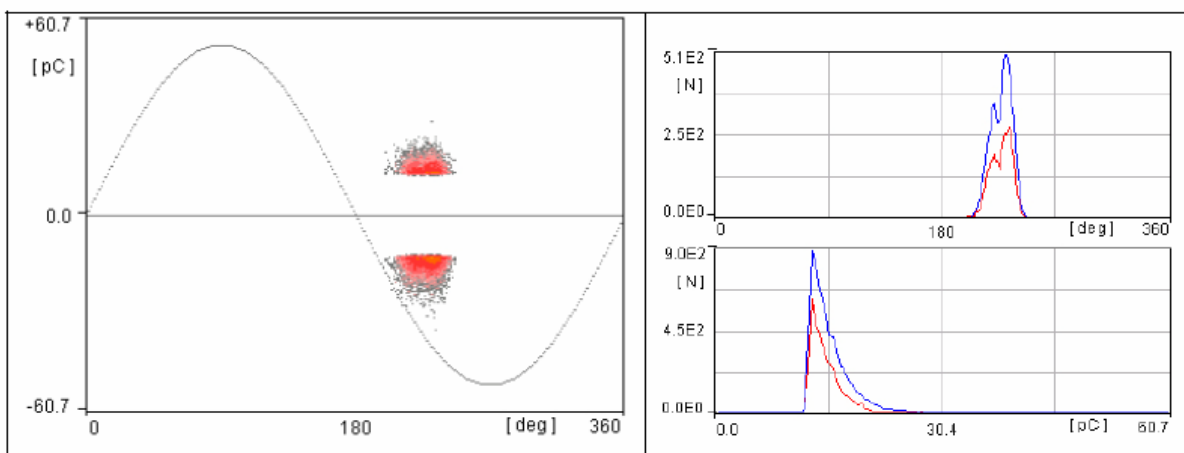 +60.7
[pC]
0.0
-60.7
0 180 [deg] 360
5.1E2
[N]
2.5E2
0.0E0
0 180 [deg] 360
9.0E2
[N]
4.5E2
0.0E0
0.0 30.4 [pC] 60.7